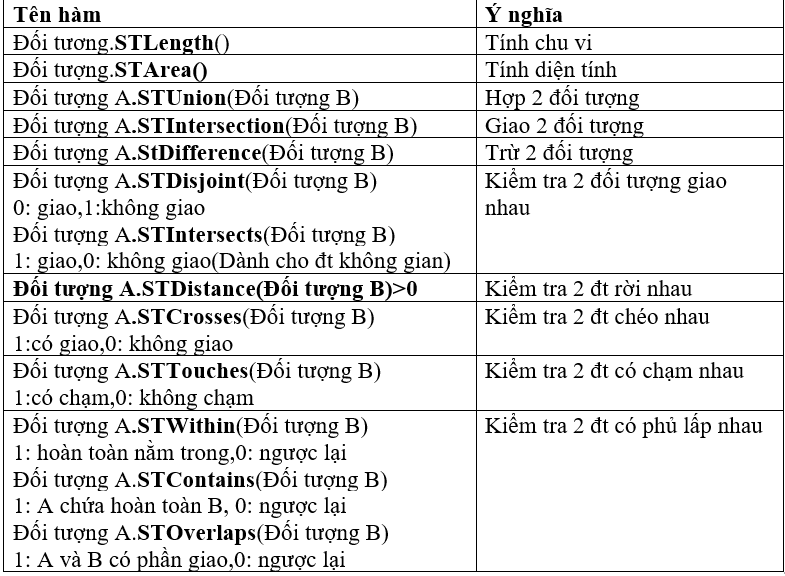 Tên hàm
Ý nghĩa
Đối tương.STLength()
Tính chu vi
Đối tượng.STArea()
Tính diện tính
Đối tượng A.STUnion(Đối tượng B)
Hợp 2 đối tượng
Đối tượng A.STIntersection(Đối tượng B)
Giao 2 đối tượng
Đối tượng A.StDifference(Đối tượng B)
Trừ 2 đối tượng
Đối tượng A.STDisjoint(Đối tượng B)
0: giao,1:không giao
Đối tượng A.STIntersects(Đối tượng B)
1: giao,0: không giao(Dành cho đt không gian)
Kiểm tra 2 đối tượng giao
nhau
Đối tượng A.STDistance(Đối tượng B)>0
Kiểm tra 2 đt rời nhau
Đối tượng A.STCrosses(Đối tượng B)
1:có giao,0: không giao
Kiểm tra 2 đt chéo nhau
Đối tượng A.STTouches(Đối tượng B)
1:có chạm,0: không chạm
Kiểm tra 2 đt có chạm nhau
Đối tượng A.STWithin(Đối tượng B)
1: hoàn toàn nằm trong,0: ngược lại
Đối tượng A.STContains(Đối tượng B)
1: A chứa hoàn toàn B, 0: ngược lại
Đối tượng A.STOverlaps(Đối tượng B)
1: A và B có phần giao,0: ngược lại
Kiểm tra 2 đt có phủ lấp nhau